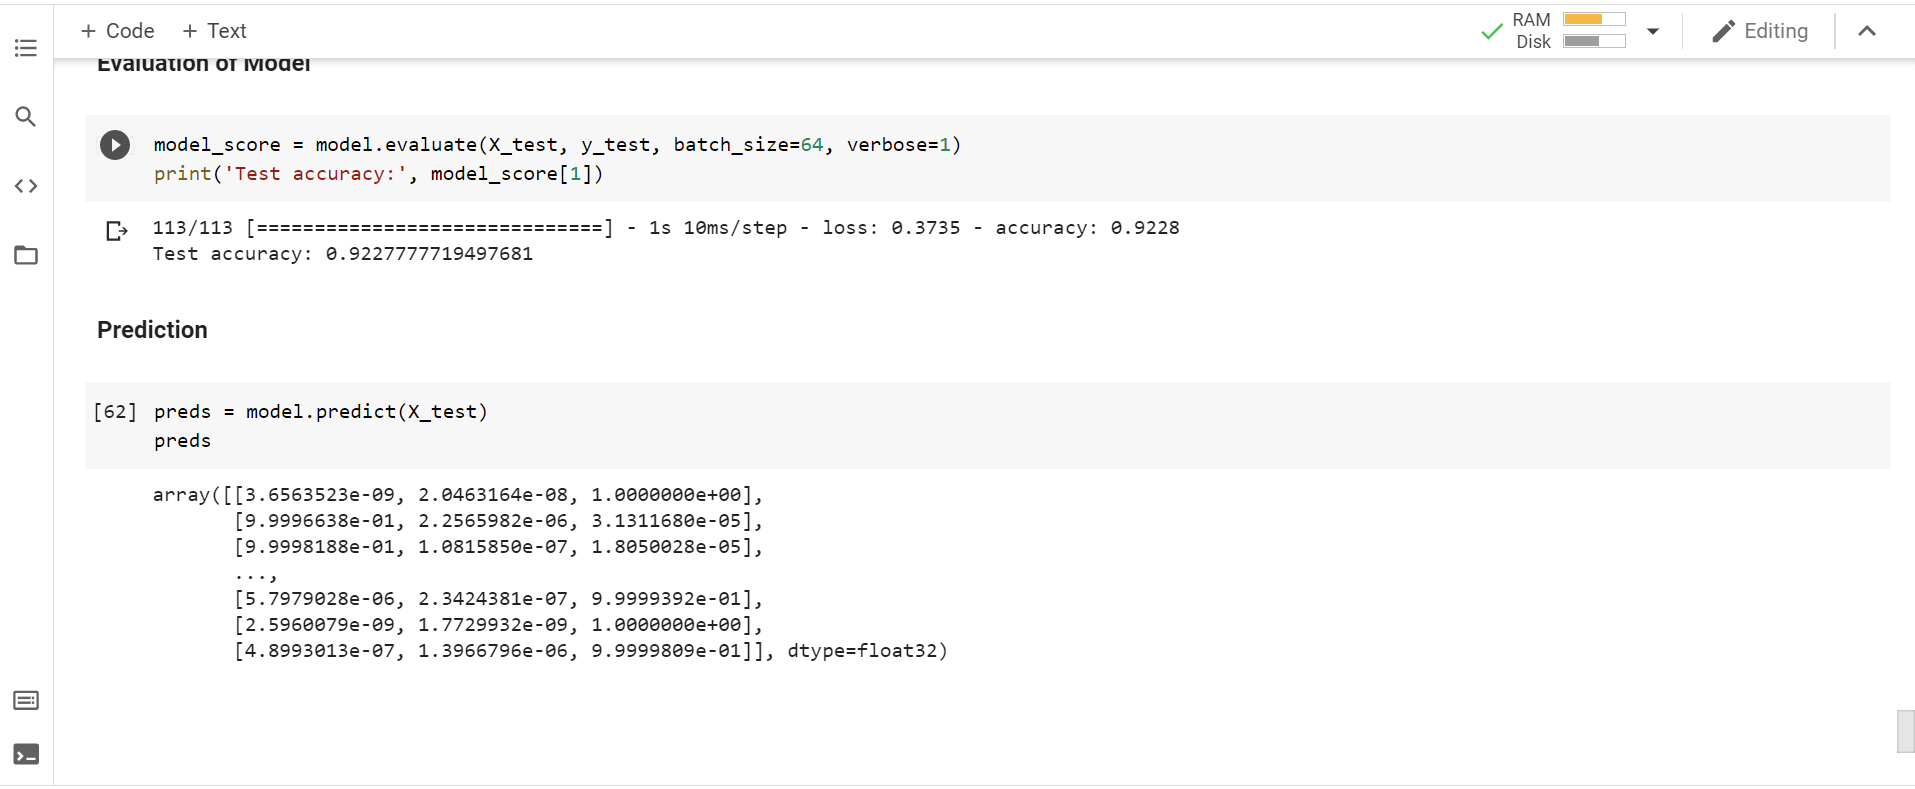 + Code + Text
RAM
Disk
Editing
Evaluation of Model
model_score = model.evaluate(X_test, y_test, batch_size=64, verbose=1)
print('Test accuracy:', model_score[1])
113/113 [==============================] - 1s 10ms/step - loss: 0.3735 - accuracy: 0.9228
Test accuracy: 0.9227777719497681
Prediction
[62] preds = model.predict(X_test)
preds
array([[3.6563523e-09, 2.0463164e-08, 1.0000000e+00],
[9.9996638e-01, 2.2565982e-06, 3.1311680e-05],
[9.9998188e-01, 1.0815850e-07, 1.8050028e-05],
...,
[5.7979028e-06, 2.3424381e-07, 9.9999392e-01],
[2.5960079e-09, 1.7729932e-09, 1.0000000e+00],
[4.8993013e-07, 1.3966796e-06, 9.9999809e-01]], dtype=float32)